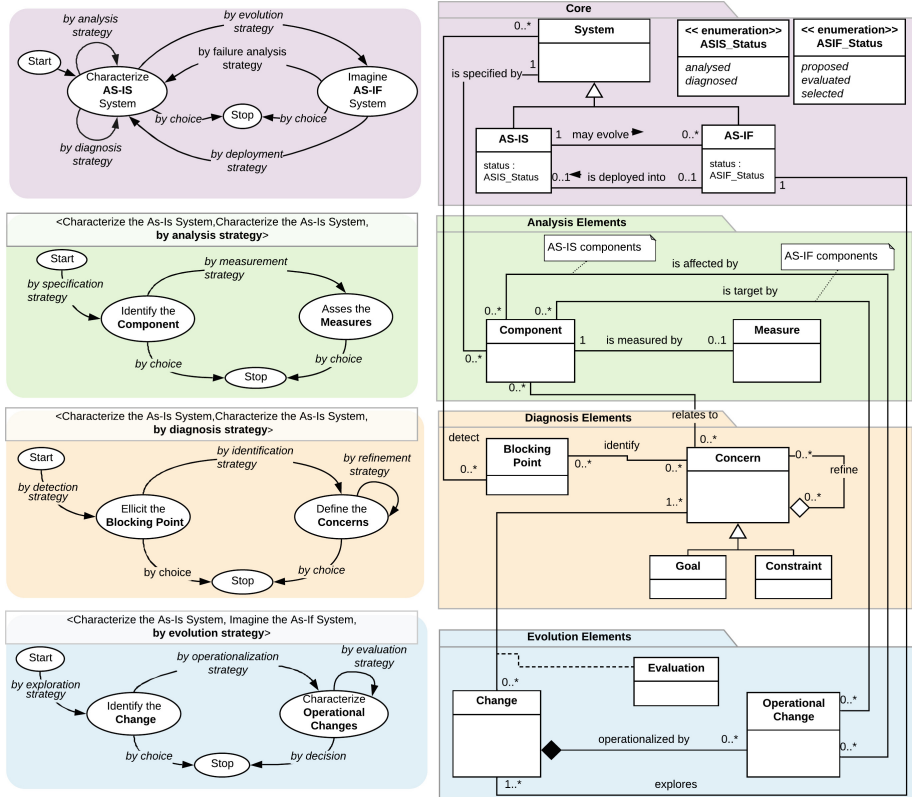 by analysis
strategy
by evolution
strategy
Start
by failure analysis
strategy
Characterize
AS-IS
System
Imagine
AS-IF
System
by choice
Stop
by choice
by diagnosis
strategy
by deployment
strategy
<Characterize the As-Is System,Characterize the As-Is System,
by analysis strategy>
Start
by measurement
strategy
by specification
strategy
Identify the
Component
Asses the
Measures
by choice
by choice
Stop
<Characterize the As-Is System,Characterize the As-Is System,
by diagnosis strategy>
Start
by identification
strategy
by refinement
strategy
by detection
strategy
Ellicit the
Blocking Point
Define the
Concerns
by choice
by choice
Stop
<Characterize the As-Is System, Imagine the As-If System,
by evolution strategy>
Start
by operationalization
strategy
by evaluation
strategy
by exploration
strategy
Identify the
Change
Characterize
Operational
Changes
by choice
by decision
Stop
Core
0..*
System
1
is specified by
<< enumeration>>
ASIS_Status
analysed
diagnosed
<< enumeration>>
ASIF_Status
proposed
evaluated
selected
AS-IS
status :
ASIS_Status
1 may evolve 0..*
0..1 is deployed into 0..1
AS-IF
status :
ASIF_Status
1
Analysis Elements
AS-IS components
AS-IF components
is affected by
is target by
0..*
0..*
Component
1 is measured by 0..1
Measure
0..*
0..*
Diagnosis Elements
relates to
0..*
detect
0..*
Blocking
Point
identify
0..*
0..*
Concern
0..*
refine
0..*
1..*
Goal
Constraint
Evolution Elements
Evaluation
0..*
Change
operationalized by
0..*
Operational
Change
0..*
0..*
1..*
explores